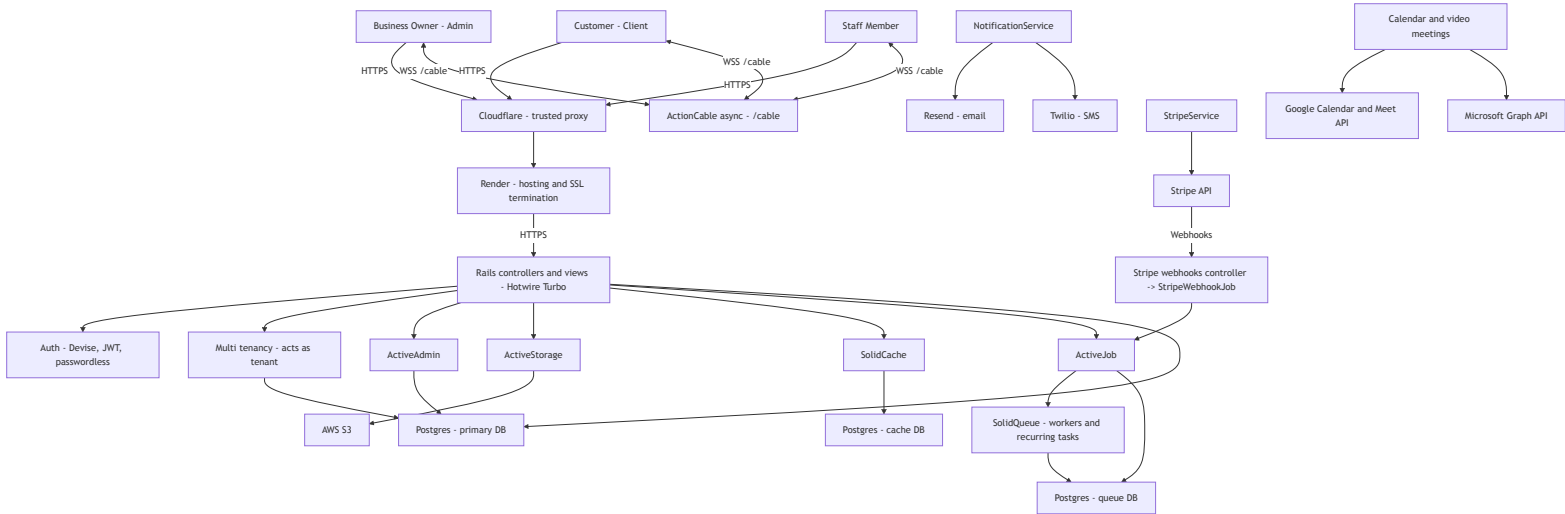 Business Owner - Admin
Customer - Client
Staff Member
NotificationService
Calendar and video
meetings
HTTPS
WSS /cable
HTTPS
WSS /cable
HTTPS
WSS /cable
Cloudflare - trusted proxy
ActionCable async - /cable
Resend - email
Twilio - SMS
StripeService
Google Calendar and Meet
API
Microsoft Graph API
Render - hosting and SSL
termination
Stripe API
HTTPS
Webhooks
Rails controllers and views
- Hotwire Turbo
Stripe webhooks controller
-> StripeWebhookJob
Auth - Devise, JWT,
passwordless
Multi tenancy - acts as
tenant
ActiveAdmin
ActiveStorage
SolidCache
ActiveJob
AWS S3
Postgres - primary DB
Postgres - cache DB
SolidQueue - workers and
recurring tasks
Postgres - queue DB